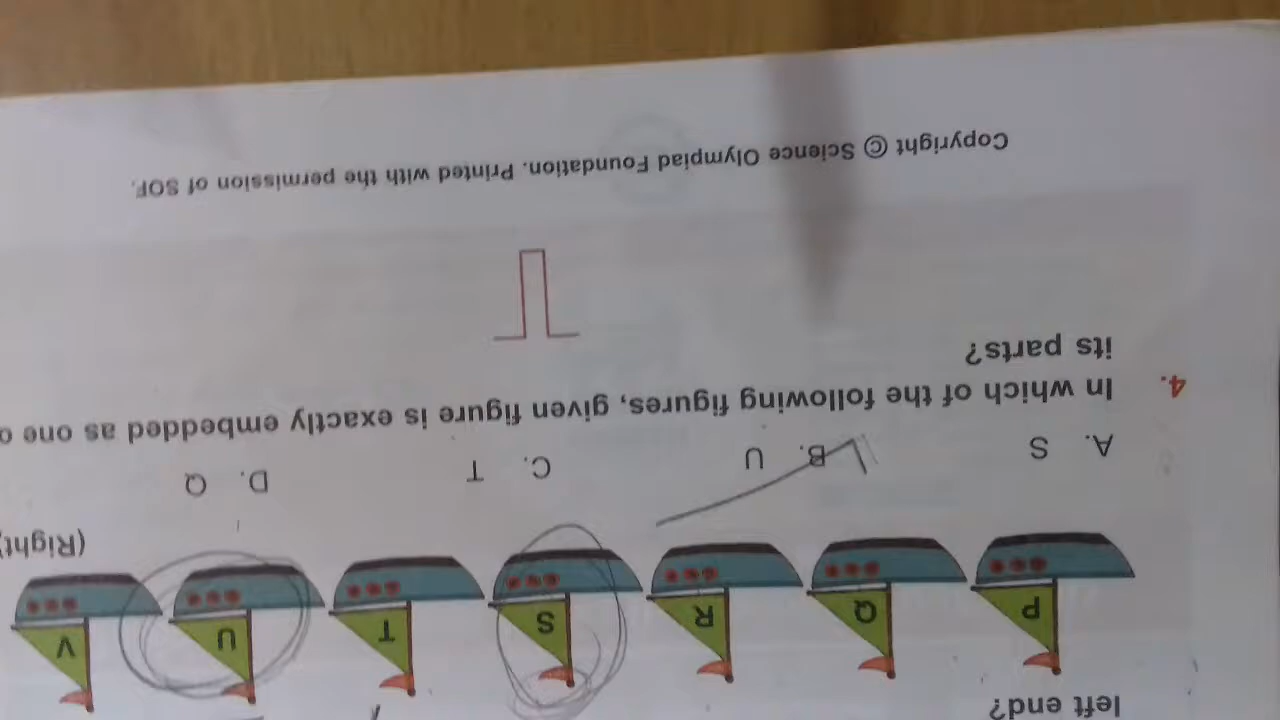 left end?
P Q R S T U V
(Right)
A. S B. U C. T D. Q
4. In which of the following figures, given figure is exactly embedded as one
its parts?
Copyright © Science Olympiad Foundation. Printed with the permission of SOF.